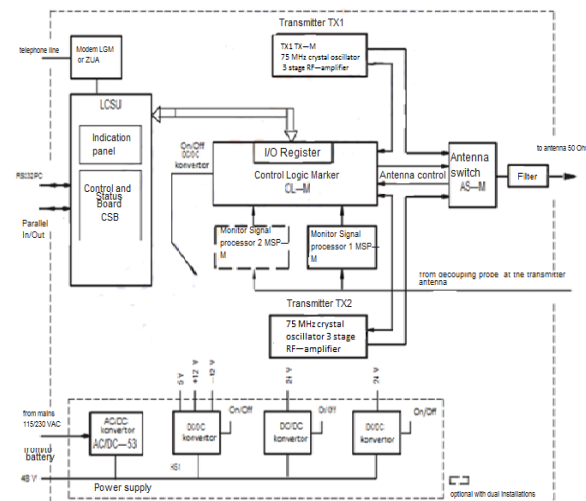 Transmitter TX1
TX1 TX—M
75 MHz crystal oscillator
3 stage RF—amplifier
telephone line
Modem LGM
or ZUA
LCSU
Indication
panel
Control and
Status
Board
CSB
RS232PC
Parallel
In/Out
On/Off
DC/DC
konvertor
I/O Register
Control Logic Marker
CL—M
Antenna control
Antenna
switch
AS—M
to antenna 50 Ohr
Filter
Monitor Signal
processor 2 MSP—
M
Monitor Signal
processor 1 MSP—
M
from decoupling probe at the transmitter
antenna
Transmitter TX2
75 MHz crystal
oscillator 3 stage
RF—amplifier
5 V
+12 V
-12 V
24 V
24 V
from mains
115/230 VAC
from/to
battery
48 V
AC/DC
konvertor
AC/DC—53
DC/DC
konvertor
On/Off
DC/DC
konvertor
On/Off
DC/DC
konvertor
On/Off
Power supply
optional with dual Installations